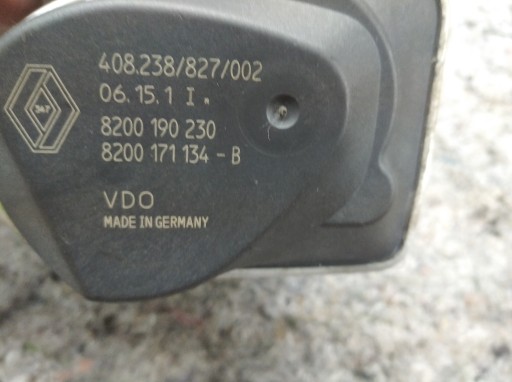 408.238/827/002
06.15.1 I
8200 190 230
8200 171 134 - B
VDO
MADE IN GERMANY